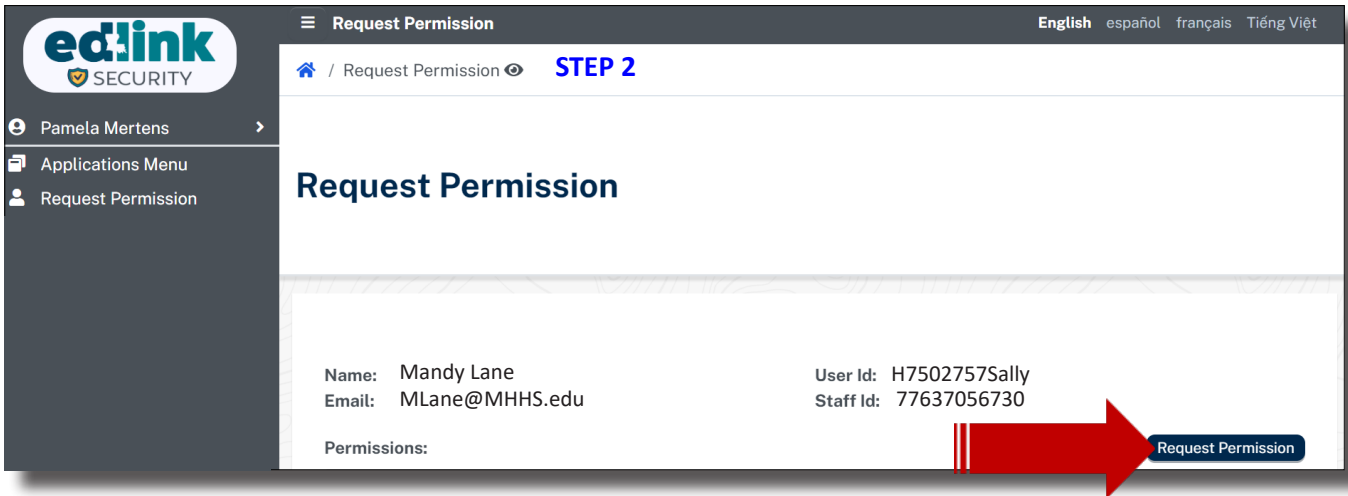 edlink
SECURITY
Pamela Mertens
Applications Menu
Request Permission
Request Permission
English español français Tiếng Việt
/ Request Permission STEP 2
Request Permission
Name: Mandy Lane
Email: MLane@MHHS.edu
User Id: H7502757Sally
Staff Id: 77637056730
Permissions:
Request Permission